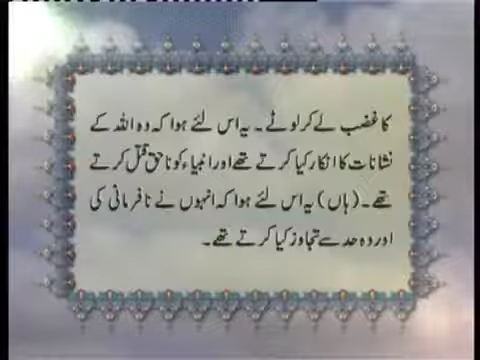 کا غضب لے کر لوٹے ۔ یہ اس لئے ہوا کہ وہ اللہ کے
نشانات کا انکار کیا کرتے تھے اور انبیاء کو ناحق قتل کرتے
تھے ۔ (ہاں) یہ اس لئے ہوا کہ انہوں نے نافرمانی کی
اور وہ حد سے تجاوز کیا کرتے تھے ۔